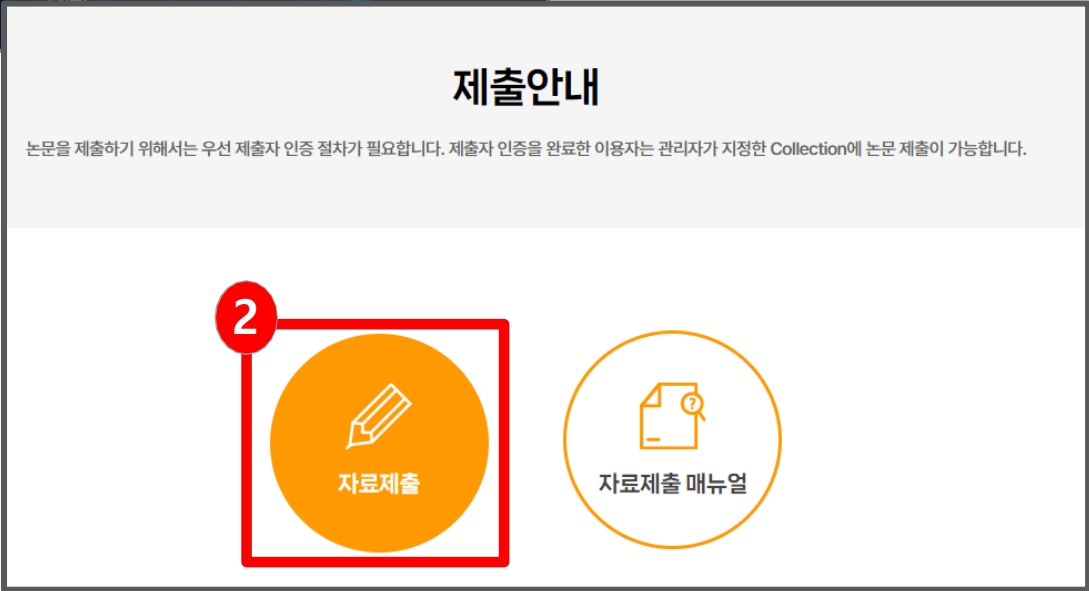 제출안내
논문을 제출하기 위해서는 우선 제출자 인증 절차가 필요합니다. 제출자 인증을 완료한 이용자는 관리자가 지정한 Collection에 논문 제출이 가능합니다.
2
자료제출
?
자료제출 매뉴얼